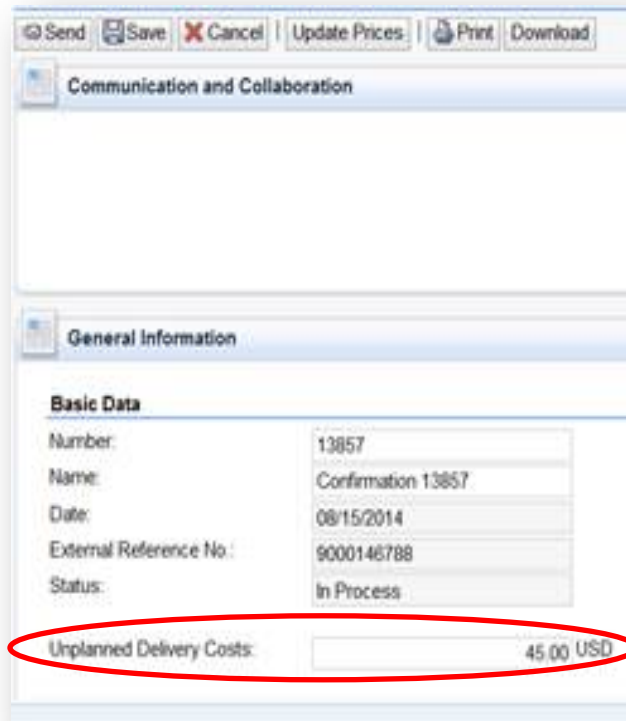 Send Save Cancel | Update Prices | Print Download
Communication and Collaboration
General Information
Basic Data
Number: 13857
Name: Confirmation 13857
Date: 08/15/2014
External Reference No.: 9000146788
Status: In Process
Unplanned Delivery Costs: 45.00 USD